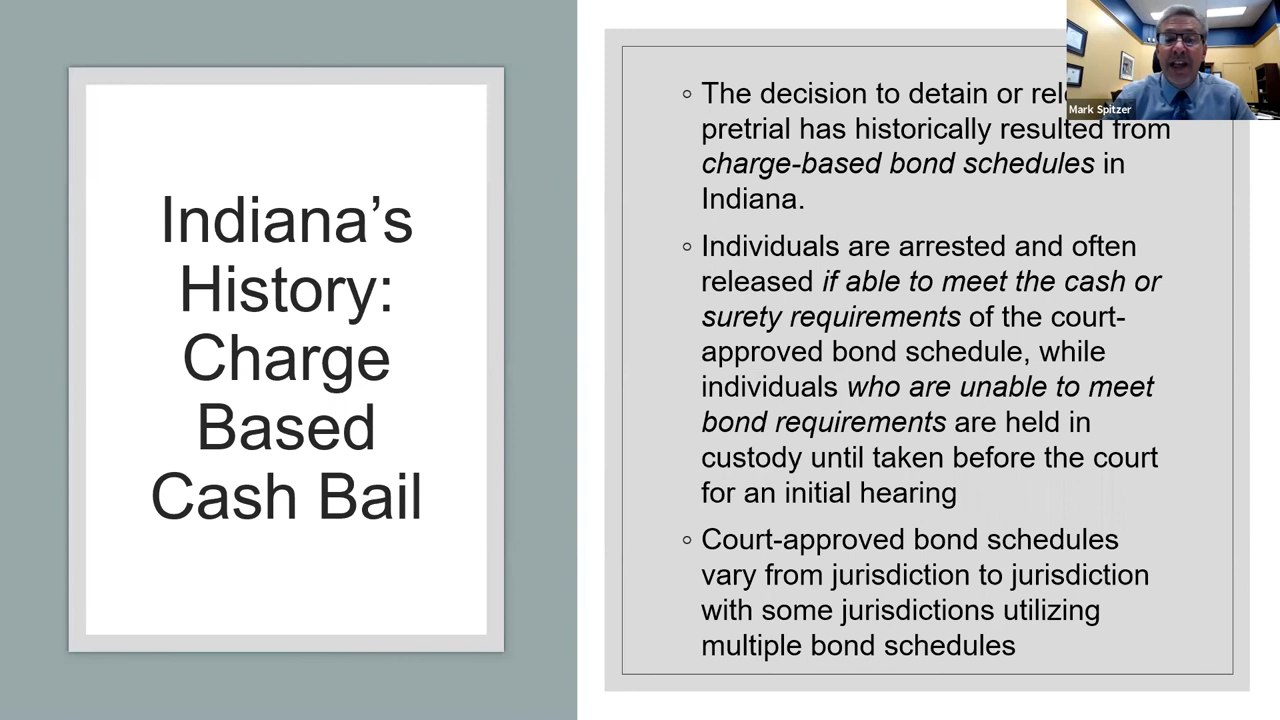 Indiana’s
History:
Charge
Based
Cash Bail
◦ The decision to detain or
pretrial has historically resulted from
charge-based bond schedules in
Indiana.
◦ Individuals are arrested and often
released if able to meet the cash or
surety requirements of the court-
approved bond schedule, while
individuals who are unable to meet
bond requirements are held in
custody until taken before the court
for an initial hearing
◦ Court-approved bond schedules
vary from jurisdiction to jurisdiction
with some jurisdictions utilizing
multiple bond schedules
Mark Spitzer